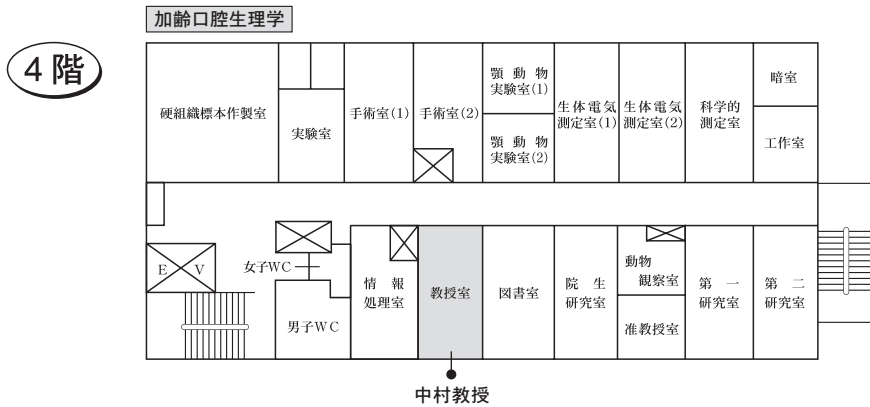 加齢口腔生理学
4階
硬組織標本作製室
実験室
手術室(1)
手術室(2)
顎動物
実験室(1)
顎動物
実験室(2)
生体電気
測定室(1)
生体電気
測定室(2)
科学的
測定室
暗室
工作室
EV
女子WC
男子WC
情報
処理室
教授室
図書室
院生
研究室
動物
観察室
准教授室
第一
研究室
第二
研究室
中村教授